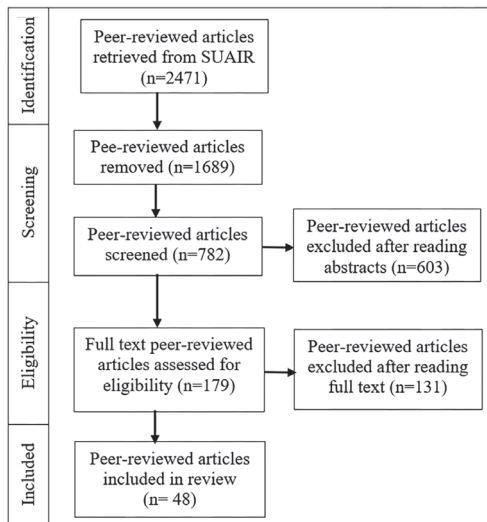 Identification
Peer-reviewed articles
retrieved from SUAIR
(n=2471)
Screening
Pee-reviewed articles
removed (n=1689)
Peer-reviewed articles
screened (n=782)
Peer-reviewed articles
excluded after reading
abstracts (n=603)
Eligibility
Full text peer-reviewed
articles assessed for
eligibility (n=179)
Peer-reviewed articles
excluded after reading
full text (n=131)
Included
Peer-reviewed articles
included in review
(n= 48)